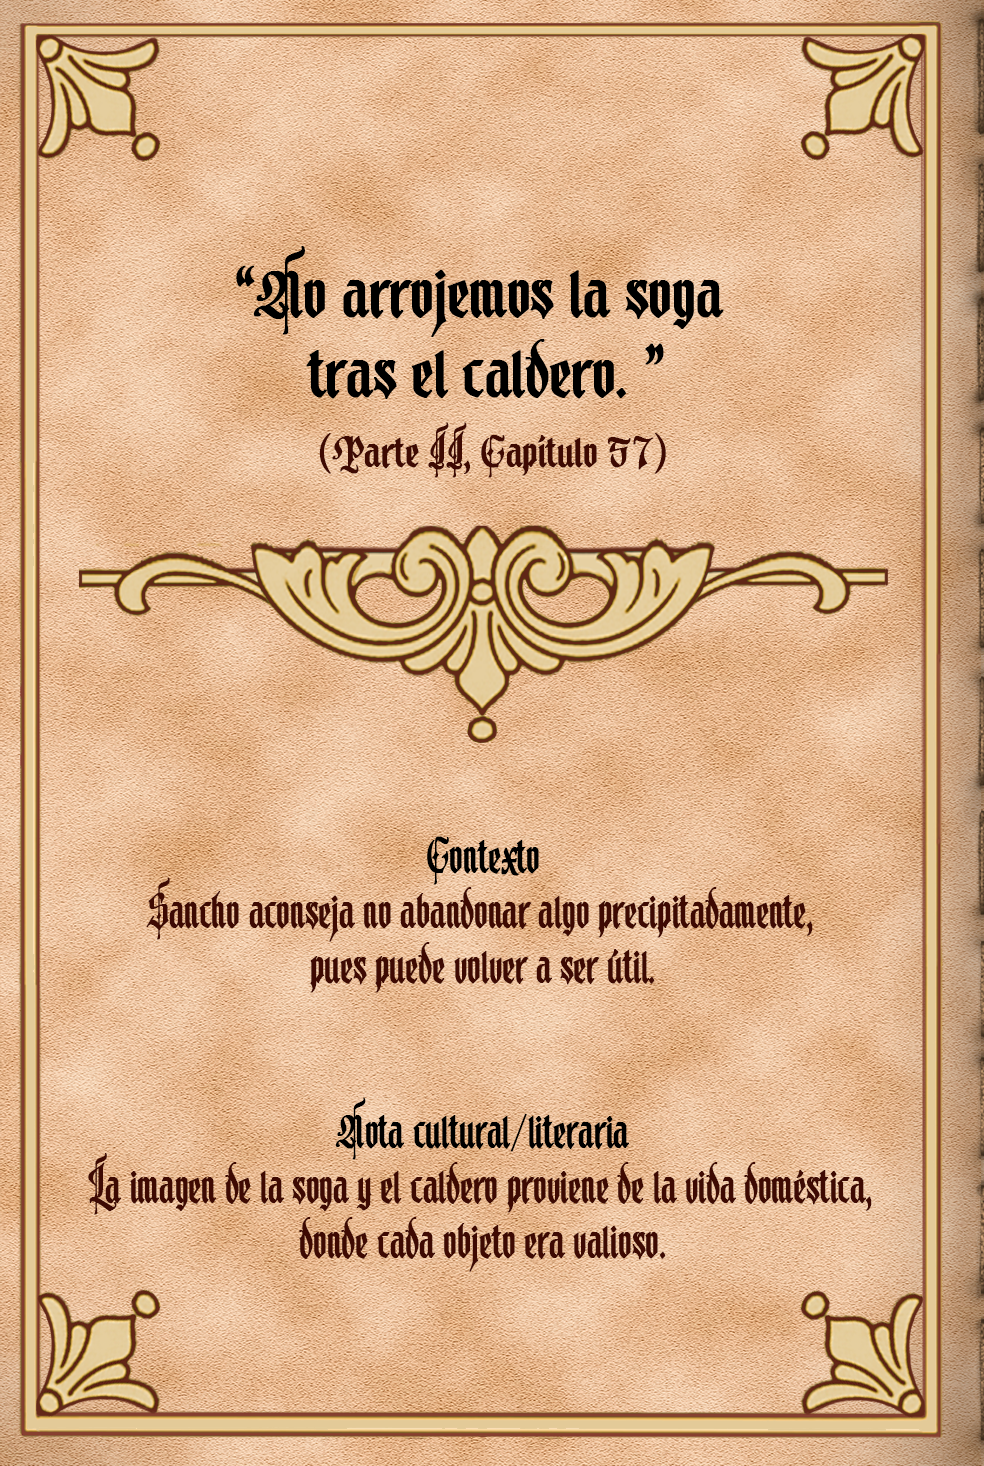 “No arrojemos la soga
tras el caldero. ”
(Parte II, Capítulo 57)
Contexto
Sancho aconseja no abandonar algo precipitadamente,
pues puede volver a ser útil.
Nota cultural/literaria
La imagen de la soga y el caldero proviene de la vida doméstica,
donde cada objeto era valioso.